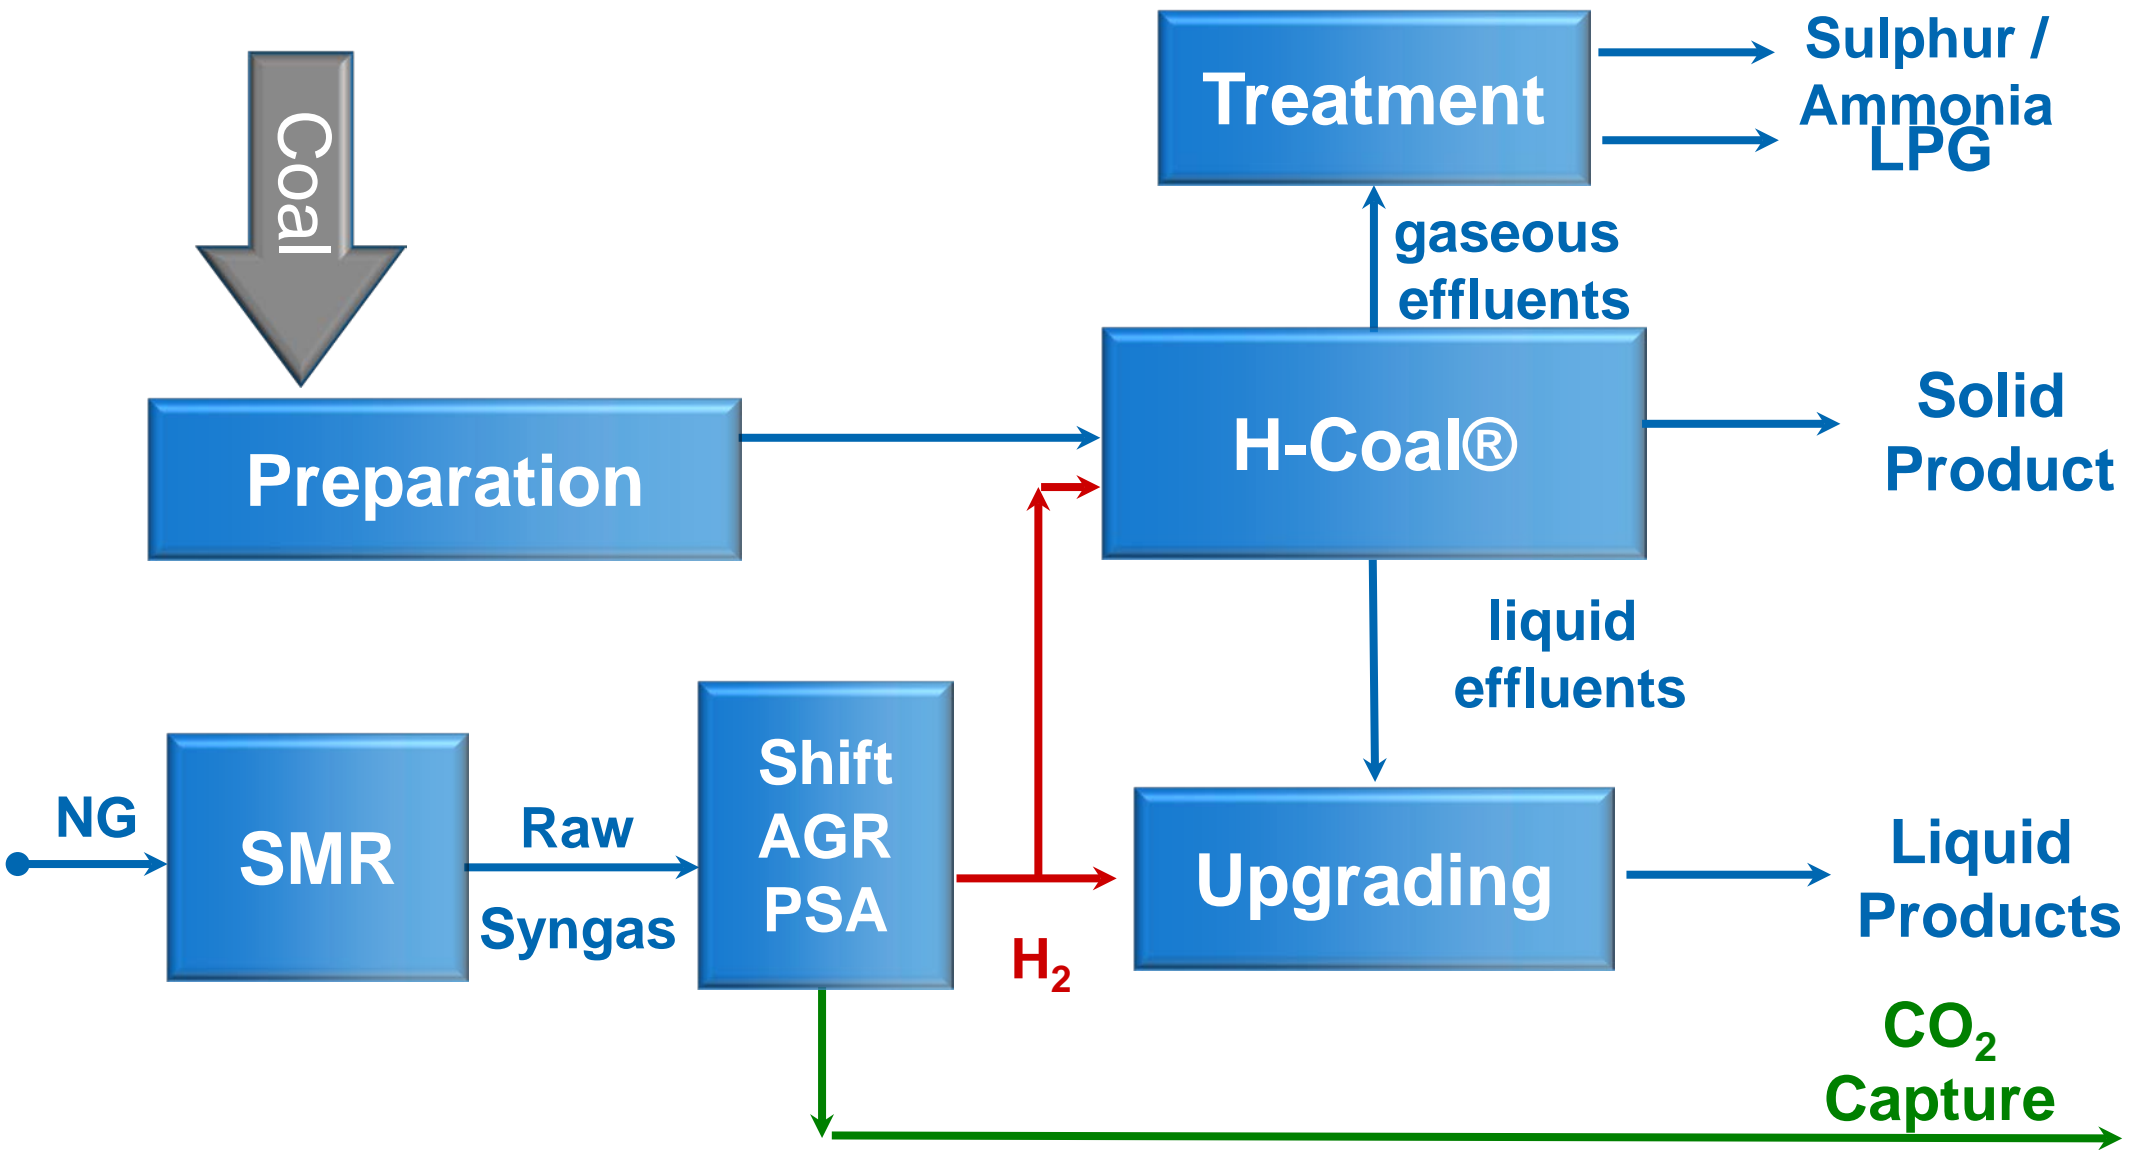 Coal
Treatment
Sulphur /
Ammonia
LPG
gaseous
effluents
Preparation
H-Coal®
Solid
Product
liquid
effluents
NG
SMR
Raw
Syngas
Shift
AGR
PSA
H₂
Upgrading
Liquid
Products
CO₂
Capture